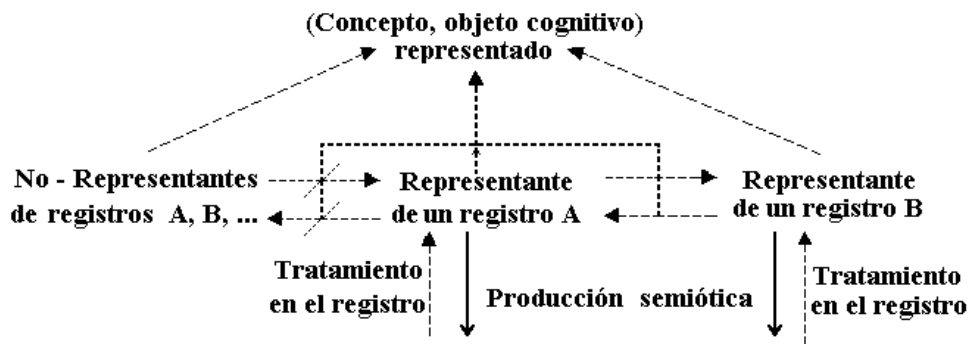 (Concepto, objeto cognitivo)
representado
No - Representantes
de registros A, B, ...
Representante
de un registro A
Representante
de un registro B
Tratamiento
en el registro
Producción semiótica
Tratamiento
en el registro